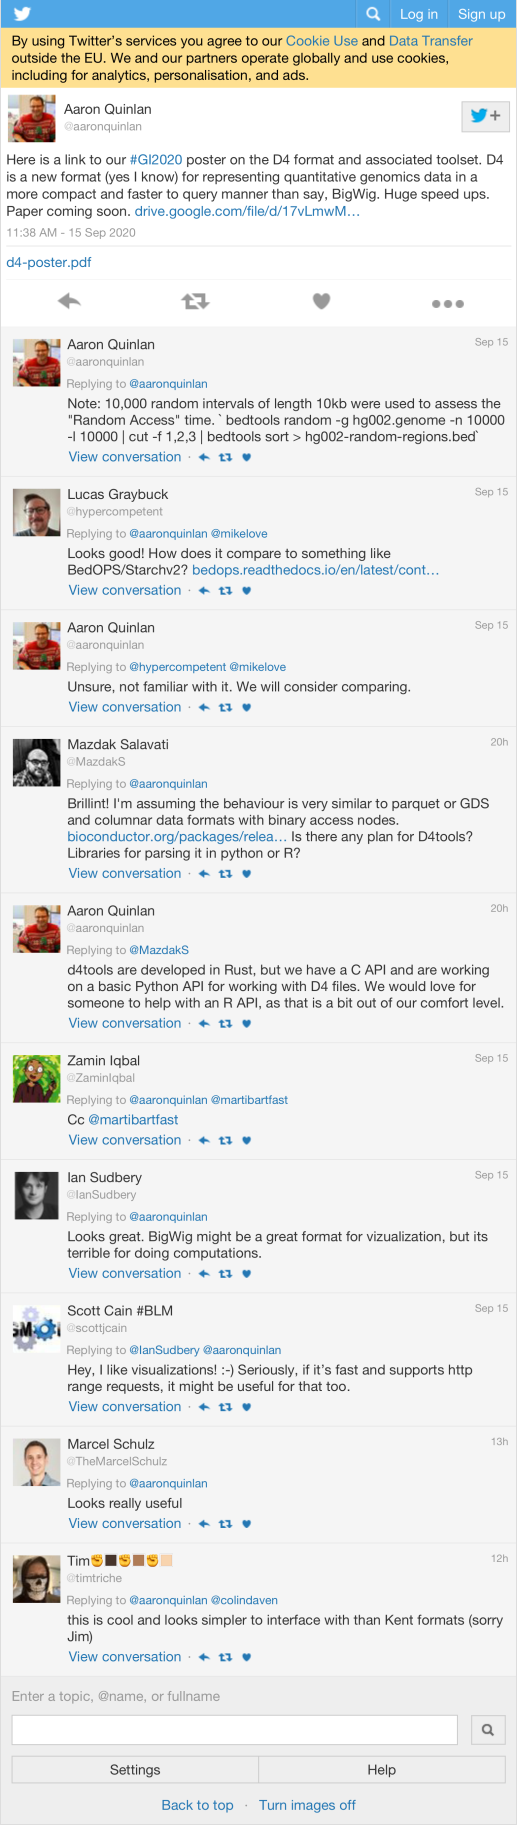 Log in
Sign up
By using Twitter's services you agree to our Cookie Use and Data Transfer
outside the EU. We and our partners operate globally and use cookies,
including for analytics, personalisation, and ads.
Aaron Quinlan
@aaronquinlan
Here is a link to our #GI2020 poster on the D4 format and associated toolset. D4
is a new format (yes I know) for representing quantitative genomics data in a
more compact and faster to query manner than say, BigWig. Huge speed ups.
Paper coming soon. drive.google.com/file/d/17vLmwM…
11:38 AM - 15 Sep 2020
d4-poster.pdf
Aaron Quinlan
Sep 15
@aaronquinlan
Replying to @aaronquinlan
Note: 10,000 random intervals of length 10kb were used to assess the
"Random Access" time. ` bedtools random -g hg002.genome -n 10000
-l 10000 | cut -f 1,2,3 | bedtools sort > hg002-random-regions.bed`
View conversation ·
Lucas Graybuck
Sep 15
@hypercompetent
Replying to @aaronquinlan @mikelove
Looks good! How does it compare to something like
BedOPS/Starchv2? bedops.readthedocs.io/en/latest/cont…
View conversation ·
Aaron Quinlan
Sep 15
@aaronquinlan
Replying to @hypercompetent @mikelove
Unsure, not familiar with it. We will consider comparing.
View conversation ·
Mazdak Salavati
20h
@MazdakS
Replying to @aaronquinlan
Brillint! I'm assuming the behaviour is very similar to parquet or GDS
and columnar data formats with binary access nodes.
bioconductor.org/packages/relea… Is there any plan for D4tools?
Libraries for parsing it in python or R?
View conversation ·
Aaron Quinlan
20h
@aaronquinlan
Replying to @MazdakS
d4tools are developed in Rust, but we have a C API and are working
on a basic Python API for working with D4 files. We would love for
someone to help with an R API, as that is a bit out of our comfort level.
View conversation ·
Zamin Iqbal
Sep 15
@ZaminIqbal
Replying to @aaronquinlan @martibartfast
Cc @martibartfast
View conversation ·
Ian Sudbery
Sep 15
@IanSudbery
Replying to @aaronquinlan
Looks great. BigWig might be a great format for vizualization, but its
terrible for doing computations.
View conversation ·
Scott Cain #BLM
Sep 15
@scottjcain
Replying to @IanSudbery @aaronquinlan
Hey, I like visualizations! :-) Seriously, if it's fast and supports http
range requests, it might be useful for that too.
View conversation ·
Marcel Schulz
13h
@TheMarcelSchulz
Replying to @aaronquinlan
Looks really useful
View conversation ·
Tim
12h
@timtriche
Replying to @aaronquinlan @colindaven
this is cool and looks simpler to interface with than Kent formats (sorry
Jim)
View conversation ·
Enter a topic, @name, or fullname
Settings
Help
Back to top · Turn images off